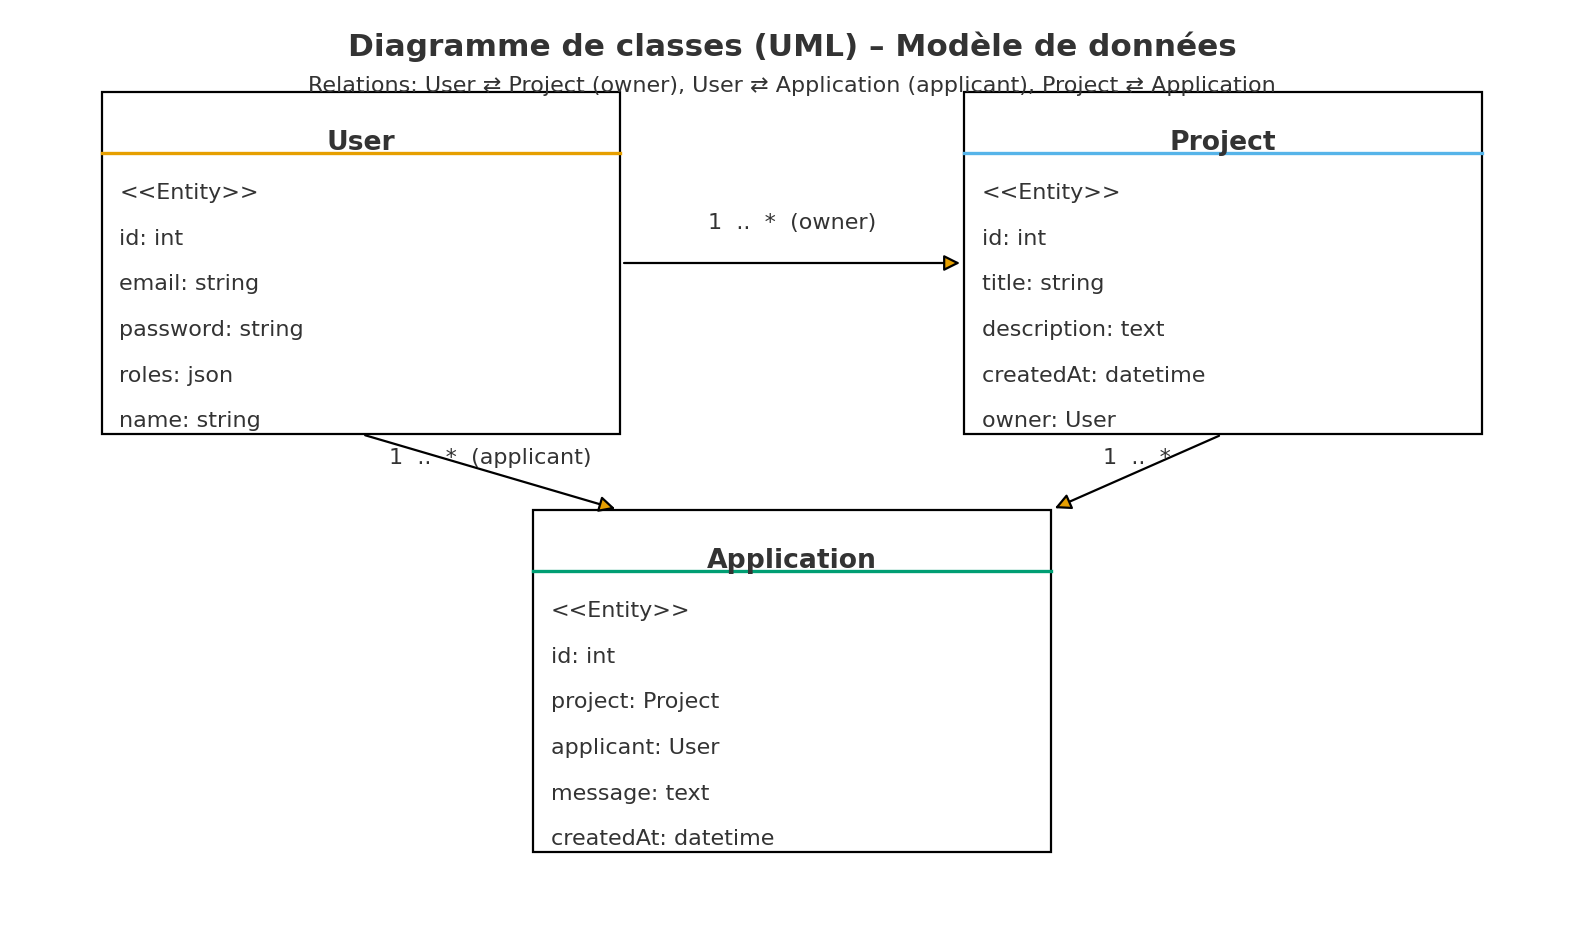 Diagramme de classes (UML) – Modèle de données
Relations: User ⇄ Project (owner), User ⇄ Application (applicant), Project ⇄ Application
User
<<Entity>>
id: int
email: string
password: string
roles: json
name: string
1 .. * (owner)
Project
<<Entity>>
id: int
title: string
description: text
createdAt: datetime
owner: User
1 .. * (applicant)
1 .. *
Application
<<Entity>>
id: int
project: Project
applicant: User
message: text
createdAt: datetime